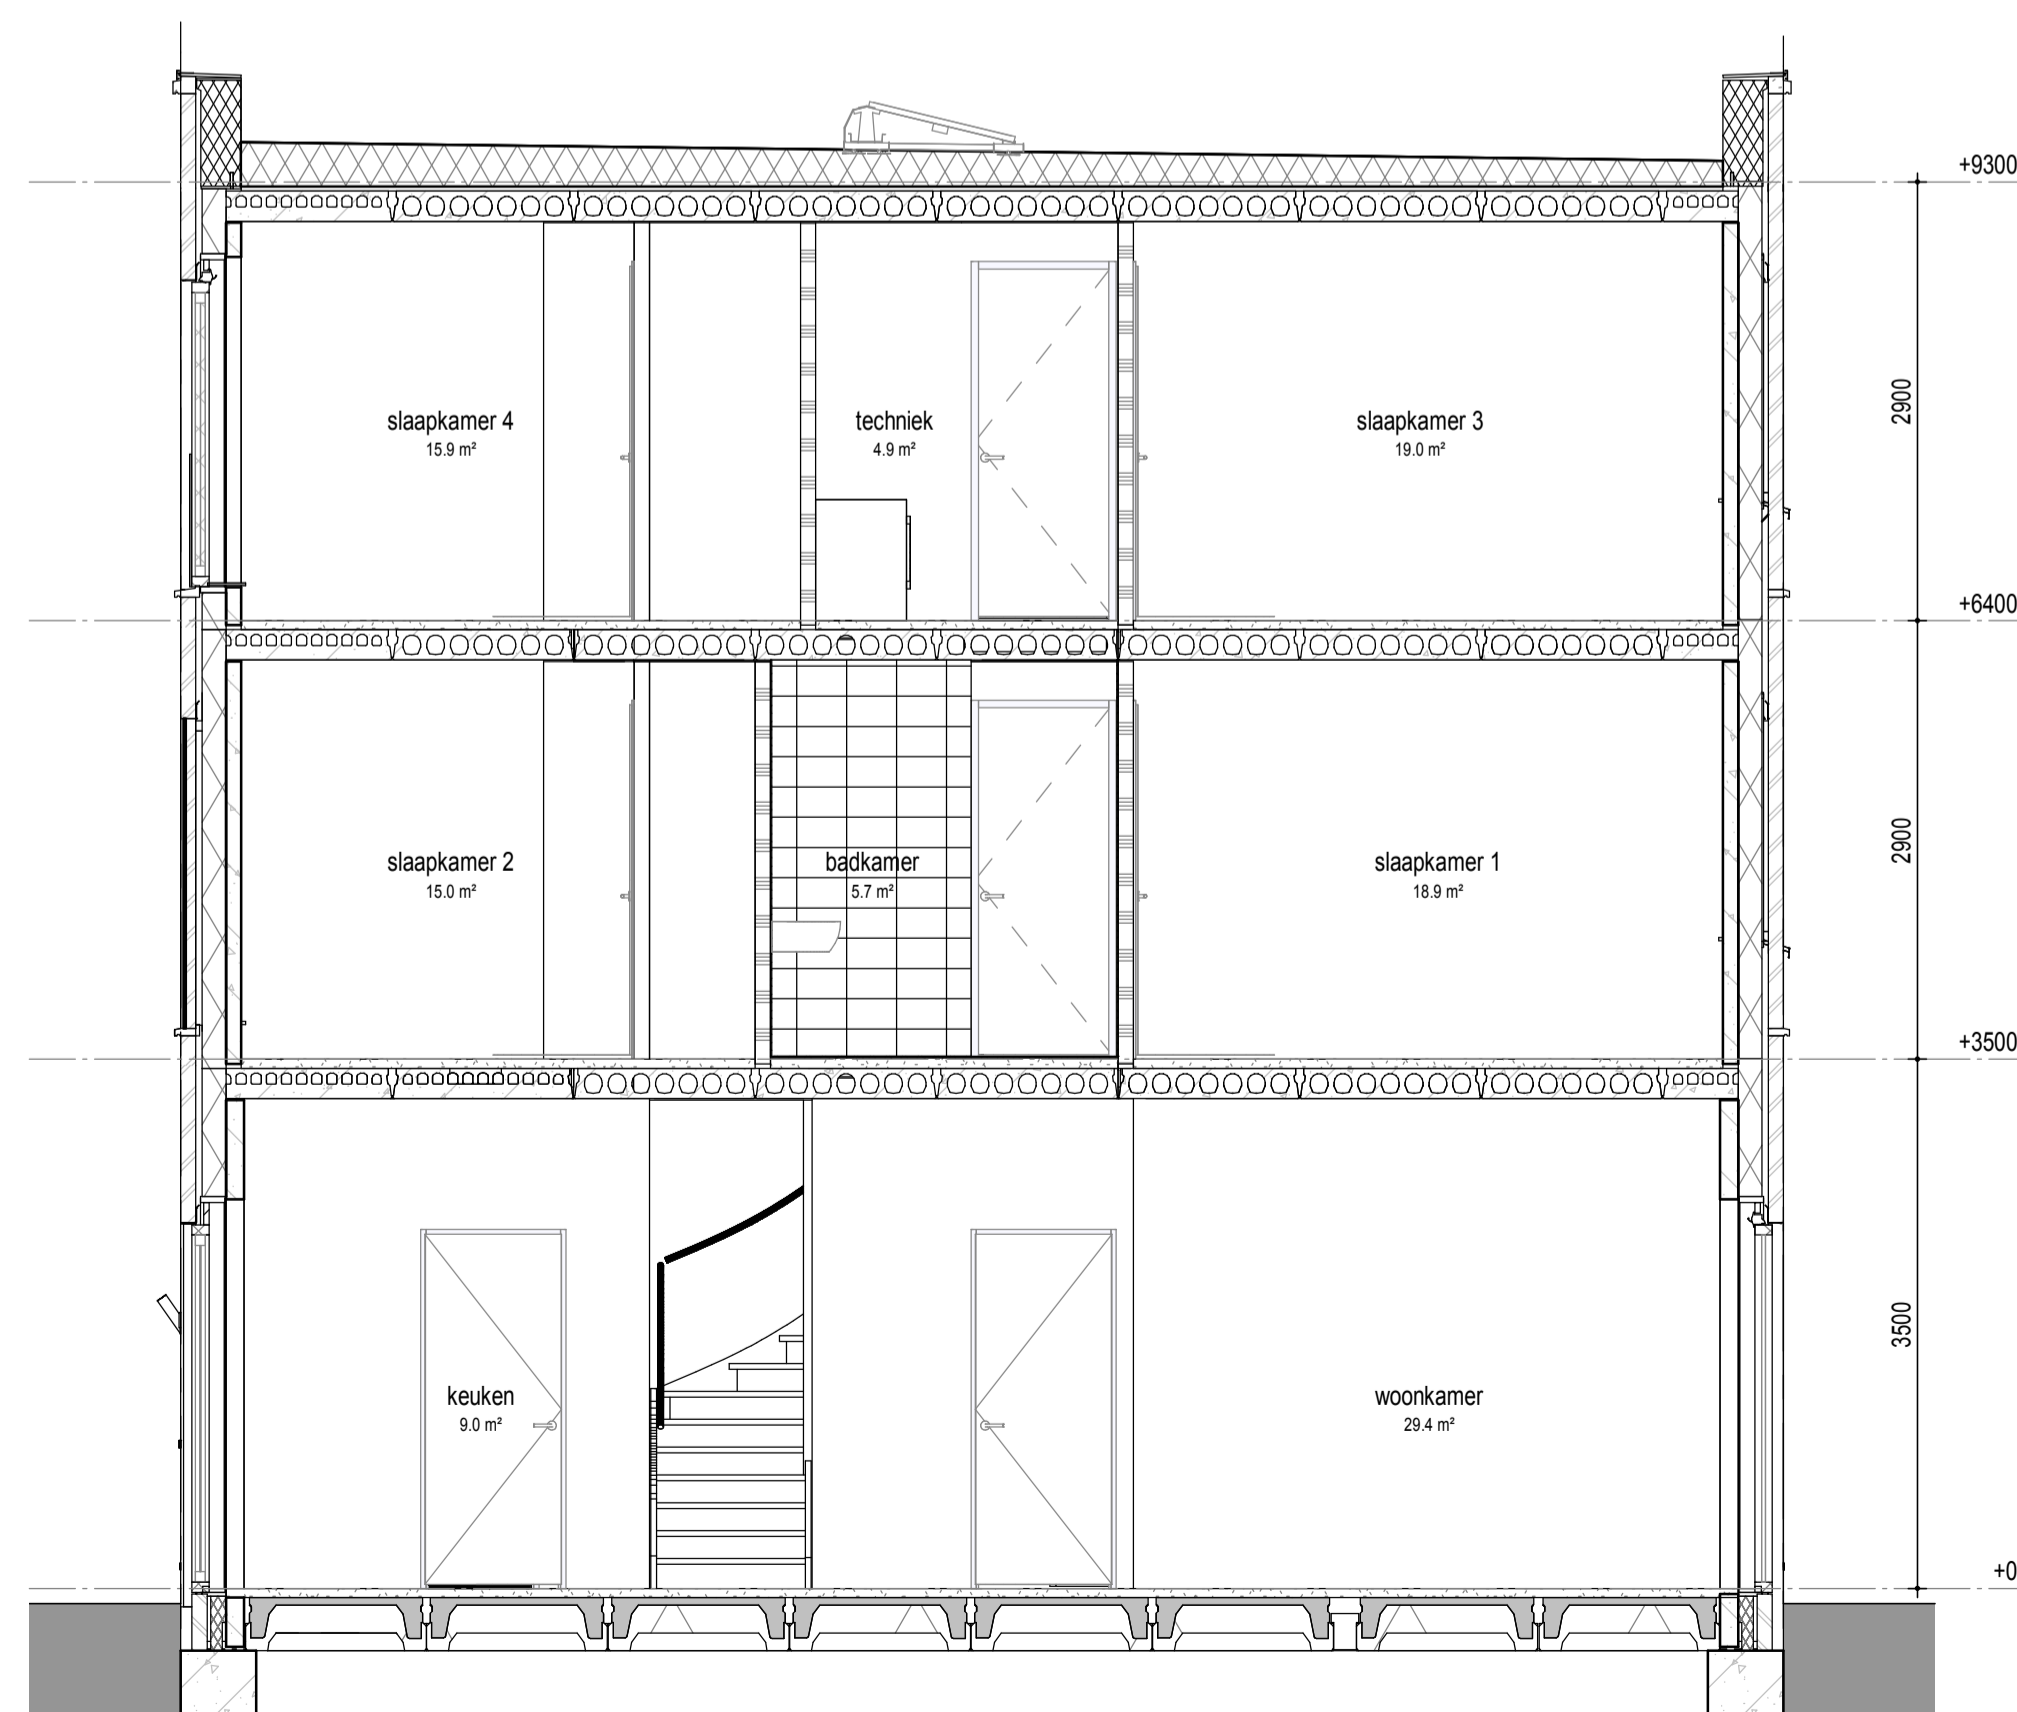 +9300
slaapkamer 4
15.9 m²
techniek
4.9 m²
slaapkamer 3
19.0 m²
2900
+6400
slaapkamer 2
15.0 m²
badkamer
5.7 m²
slaapkamer 1
18.9 m²
2900
+3500
keuken
9.0 m²
woonkamer
29.4 m²
3500
+0